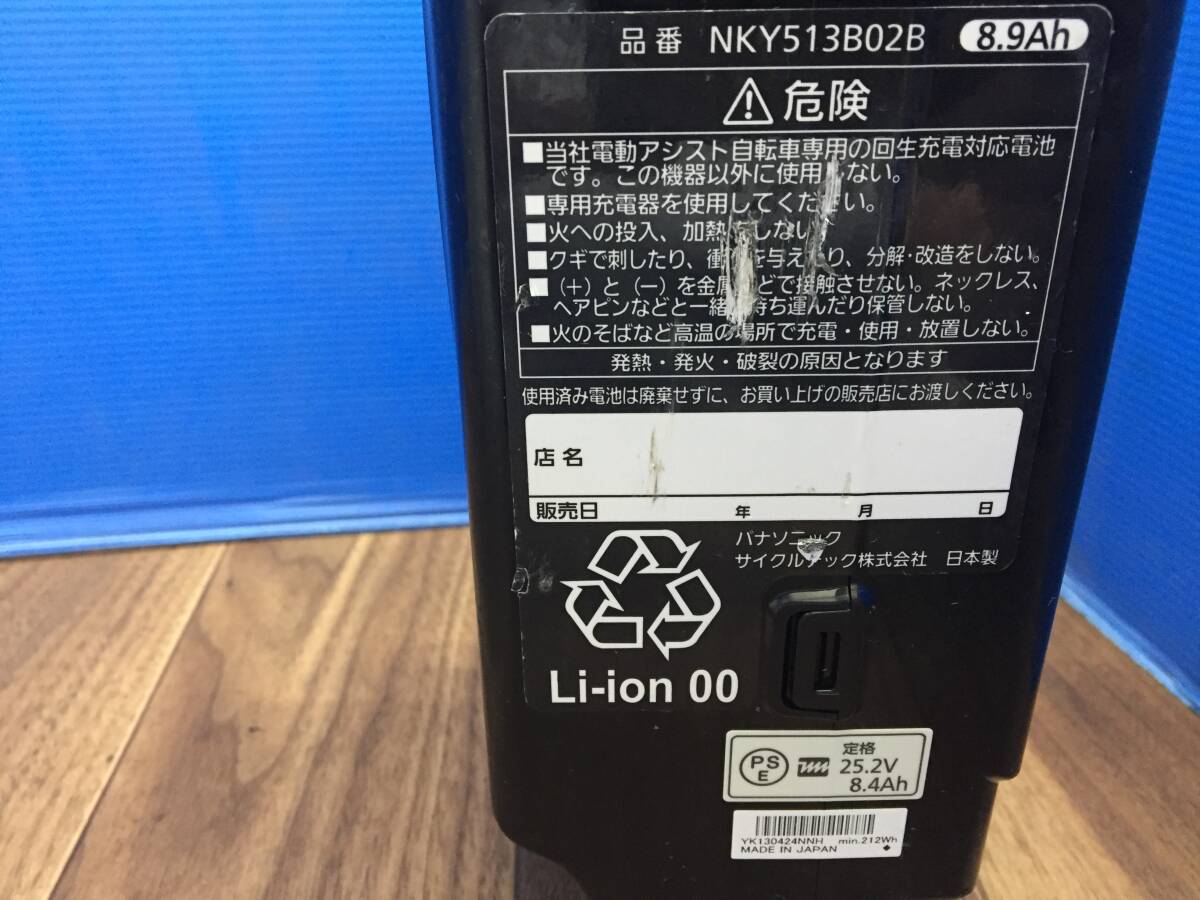 品番 NKY513B02B 8.9Ah
危険
■当社電動アシスト自転車専用の回生充電対応電池
です。この機器以外に使用しない。
■専用充電器を使用してください。
■火への投入、加熱をしない。
■クギで刺したり、衝撃を与えたり、分解・改造をしない。
■(+)と(−)を金属などで接触させない。ネックレス、
ヘアピンなどと一緒に持ち運んだり保管しない。
■火のそばなど高温の場所で充電・使用・放置しない。
発熱・発火・破裂の原因となります
使用済み電池は廃棄せずに、お買い上げの販売店にお渡しください。
店名
販売日 年 月 日
パナソニック
サイクルテック株式会社 日本製
Li-ion 00
PSE 定格
25.2V
8.4Ah
YK130424NNH min.212Wh
MADE IN JAPAN ◆